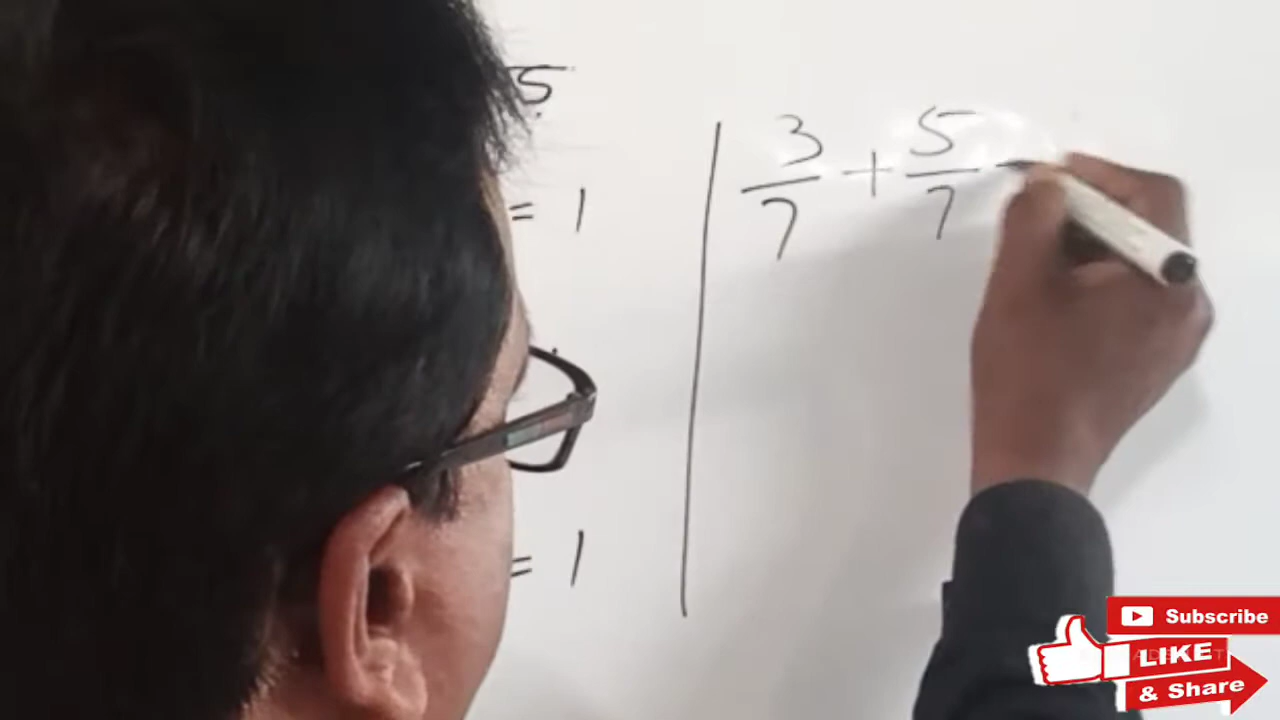 5
= 1
= 1
3/7 + 5/7
Subscribe
LIKE
& Share